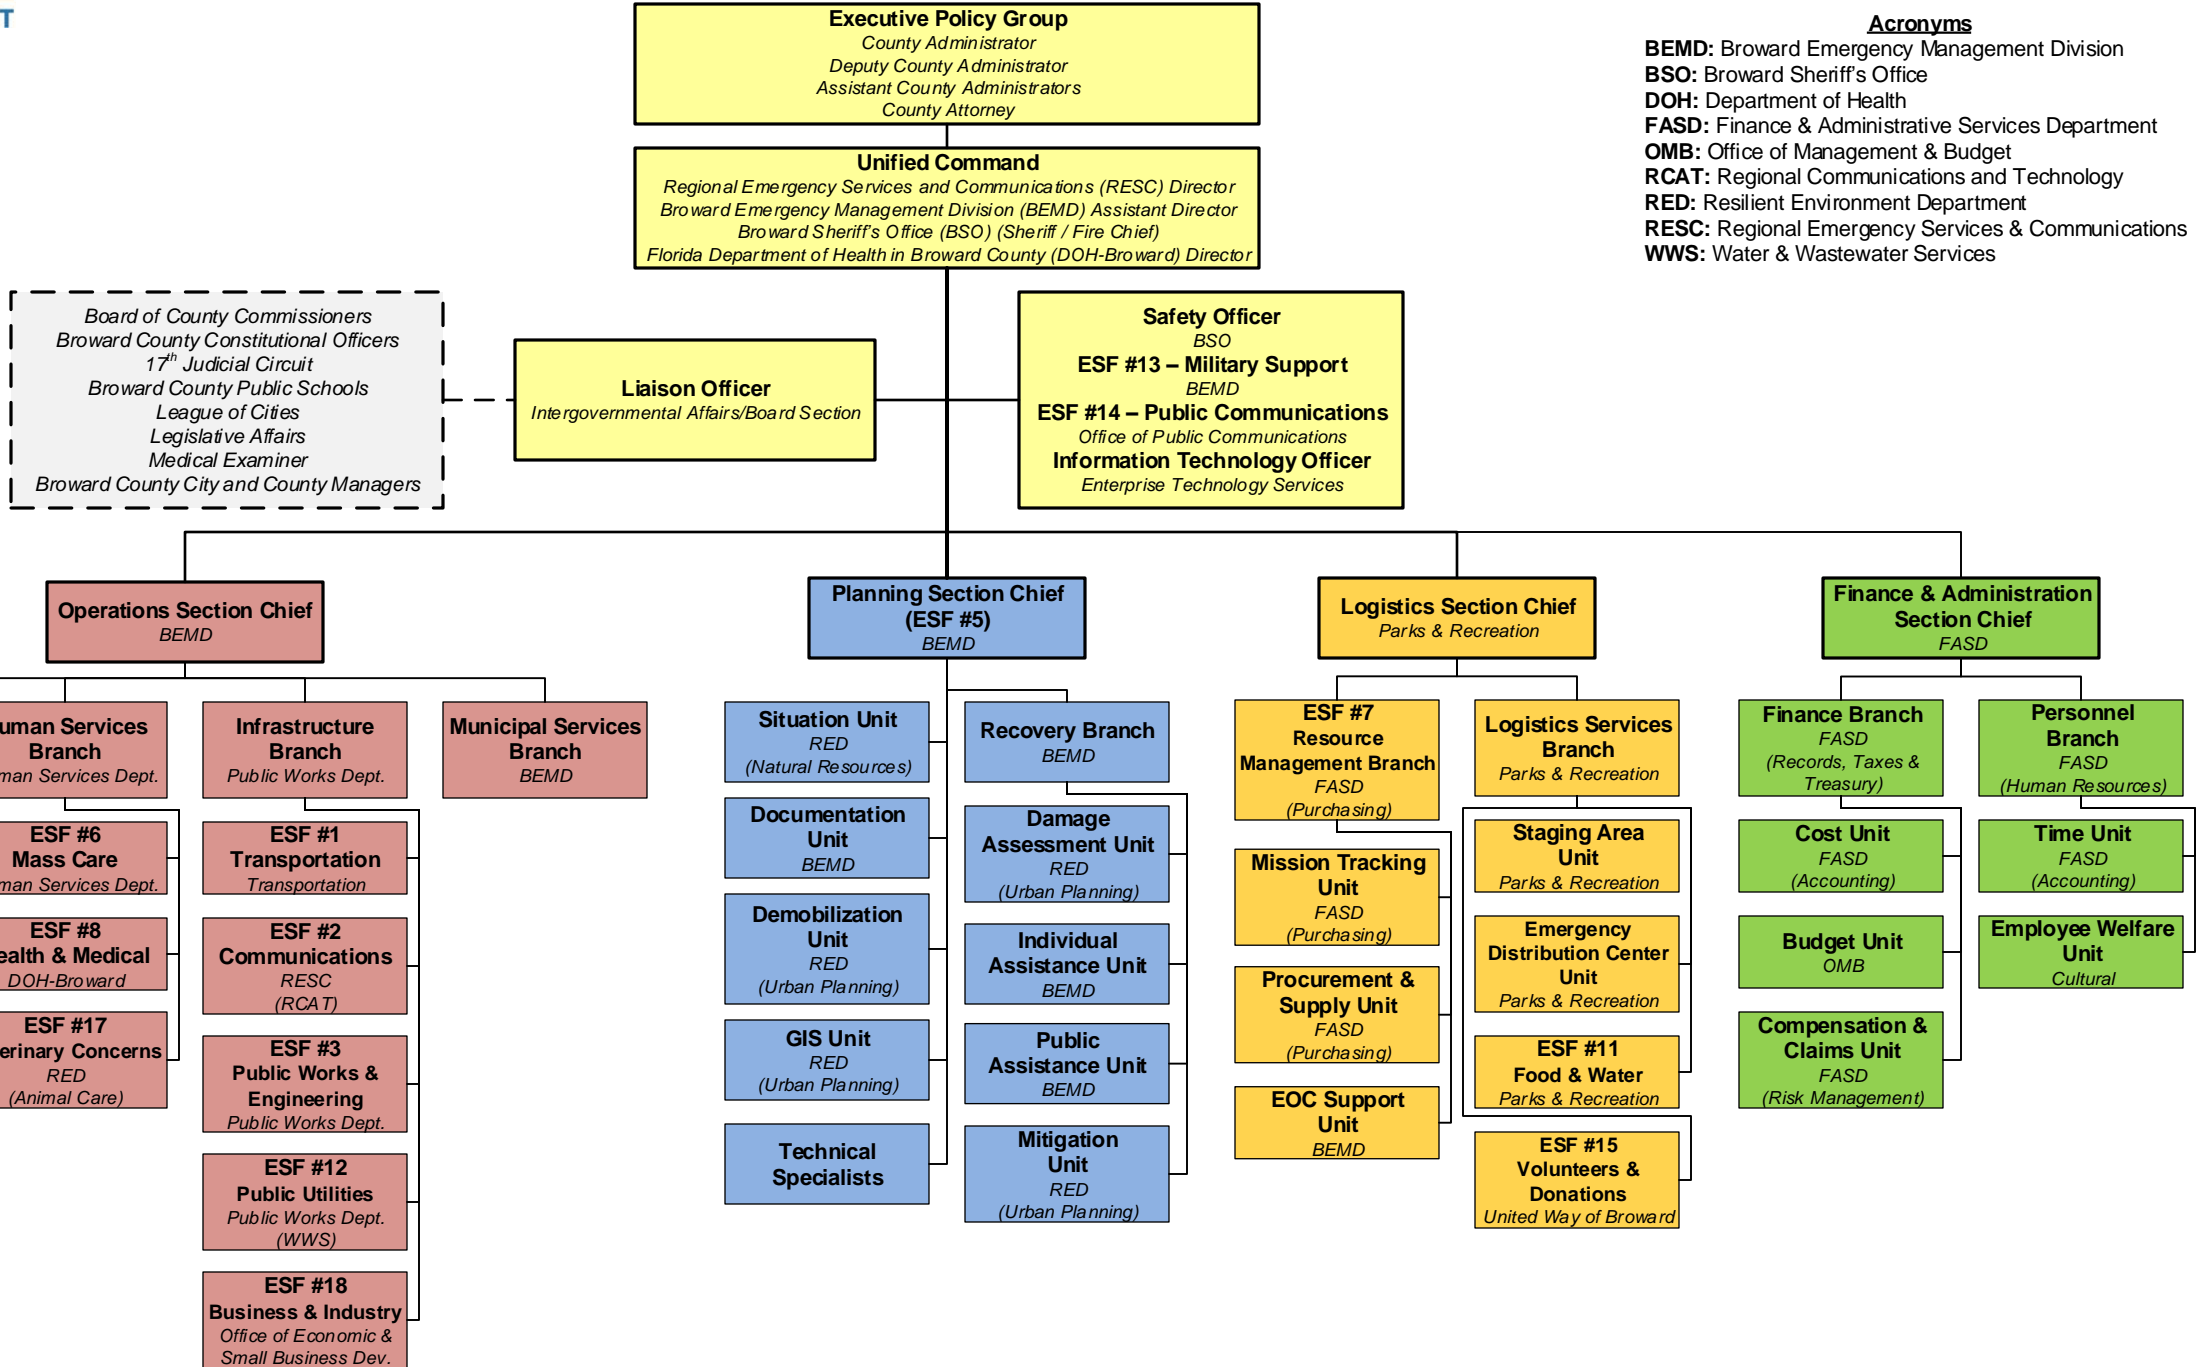 T
Executive Policy Group
County Administrator
Deputy County Administrator
Assistant County Administrators
County Attorney
Acronyms
BEMD: Broward Emergency Management Division
BSO: Broward Sheriff's Office
DOH: Department of Health
FASD: Finance & Administrative Services Department
OMB: Office of Management & Budget
RCAT: Regional Communications and Technology
RED: Resilient Environment Department
RESC: Regional Emergency Services & Communications
WWS: Water & Wastewater Services
Unified Command
Regional Emergency Services and Communications (RESC) Director
Broward Emergency Management Division (BEMD) Assistant Director
Broward Sheriff's Office (BSO) (Sheriff / Fire Chief)
Florida Department of Health in Broward County (DOH-Broward) Director
Board of County Commissioners
Broward County Constitutional Officers
17th Judicial Circuit
Broward County Public Schools
League of Cities
Legislative Affairs
Medical Examiner
Broward County City and County Managers
Liaison Officer
Intergovernmental Affairs/Board Section
Safety Officer
BSO
ESF #13 – Military Support
BEMD
ESF #14 – Public Communications
Office of Public Communications
Information Technology Officer
Enterprise Technology Services
Operations Section Chief
BEMD
Planning Section Chief
(ESF #5)
BEMD
Logistics Section Chief
Parks & Recreation
Finance & Administration
Section Chief
FASD
uman Services
Branch
man Services Dept.
ESF #6
Mass Care
man Services Dept.
ESF #8
ealth & Medical
DOH-Broward
ESF #17
erinary Concerns
RED
(Animal Care)
Infrastructure
Branch
Public Works Dept.
ESF #1
Transportation
Transportation
ESF #2
Communications
RESC
(RCAT)
ESF #3
Public Works &
Engineering
Public Works Dept.
ESF #12
Public Utilities
Public Works Dept.
(WWS)
ESF #18
Business & Industry
Office of Economic &
Small Business Dev.
Municipal Services
Branch
BEMD
Situation Unit
RED
(Natural Resources)
Documentation
Unit
BEMD
Demobilization
Unit
RED
(Urban Planning)
GIS Unit
RED
(Urban Planning)
Technical
Specialists
Recovery Branch
BEMD
Damage
Assessment Unit
RED
(Urban Planning)
Individual
Assistance Unit
BEMD
Public
Assistance Unit
BEMD
Mitigation
Unit
RED
(Urban Planning)
ESF #7
Resource
Management Branch
FASD
(Purchasing)
Mission Tracking
Unit
FASD
(Purchasing)
Procurement &
Supply Unit
FASD
(Purchasing)
EOC Support
Unit
BEMD
Logistics Services
Branch
Parks & Recreation
Staging Area
Unit
Parks & Recreation
Emergency
Distribution Center
Unit
Parks & Recreation
ESF #11
Food & Water
Parks & Recreation
ESF #15
Volunteers &
Donations
United Way of Broward
Finance Branch
FASD
(Records, Taxes &
Treasury)
Cost Unit
FASD
(Accounting)
Budget Unit
OMB
Compensation &
Claims Unit
FASD
(Risk Management)
Personnel
Branch
FASD
(Human Resources)
Time Unit
FASD
(Accounting)
Employee Welfare
Unit
Cultural